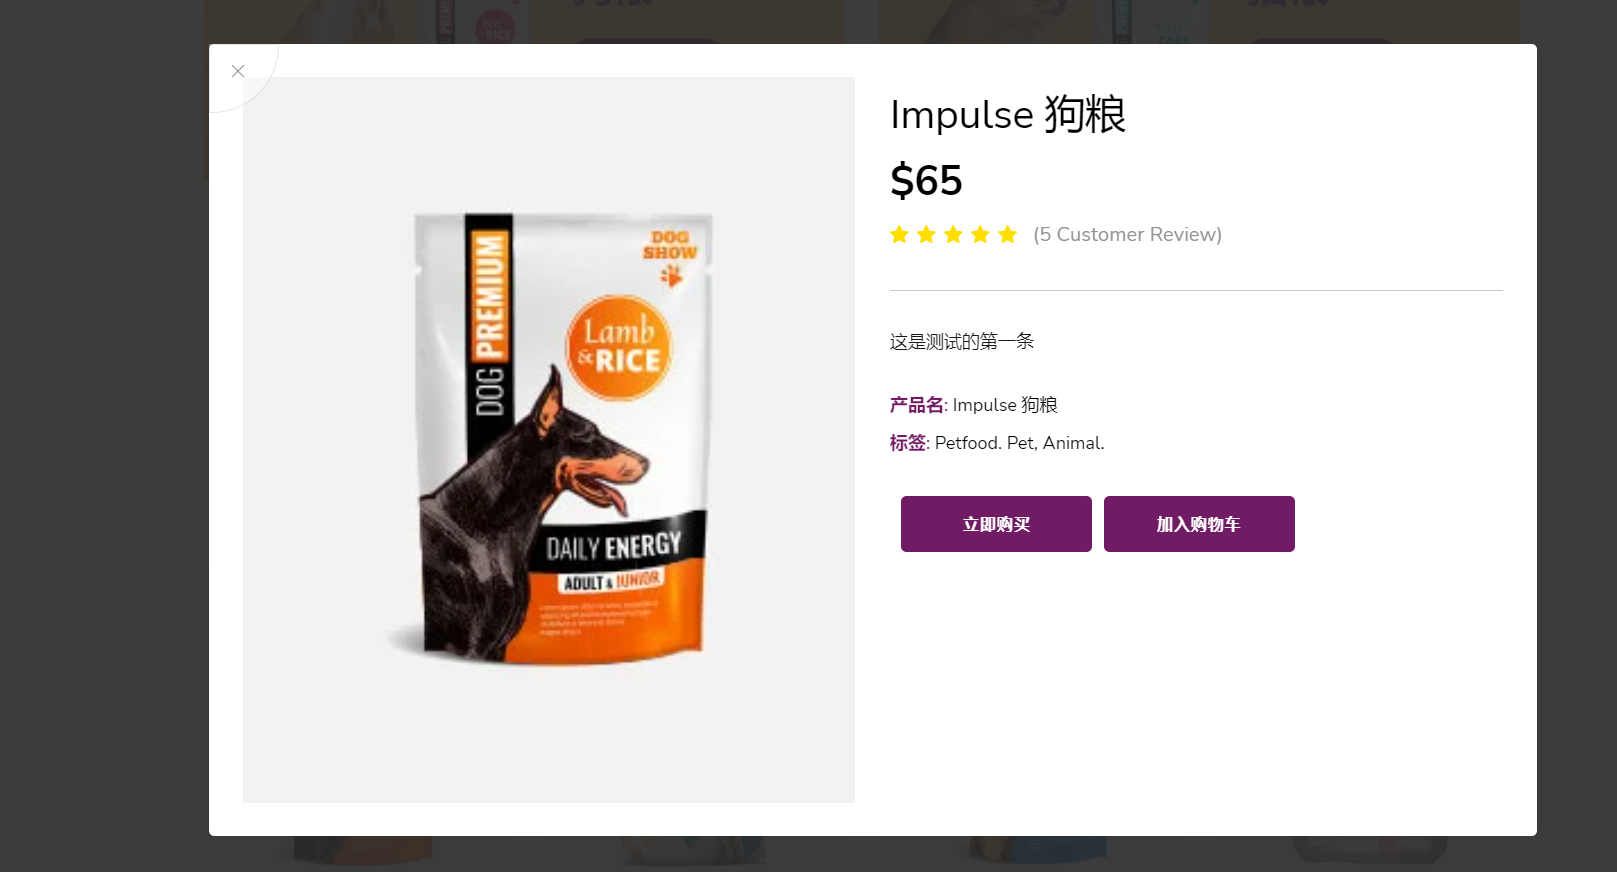 Impulse 狗粮
$65
(5 Customer Review)
这是测试的第一条
产品名: Impulse 狗粮
标签: Petfood. Pet, Animal.
立即购买
加入购物车
DOG PREMIUM
DOG
SHOW
Lamb
& RICE
DAILY ENERGY
ADULT & JUNIOR